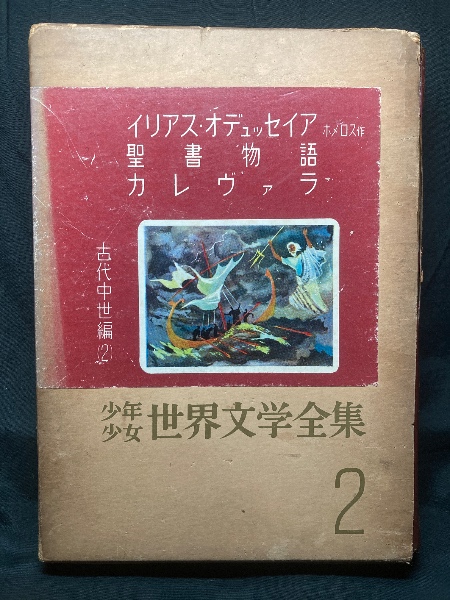 イリアス・オデュッセイア ホメロス作
聖書物語
カレヴァラ
古代中世編(2)
少年少女 世界文学全集
2